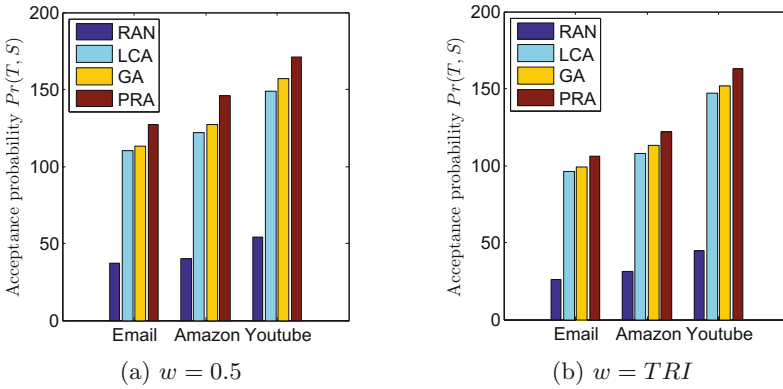 Acceptance probability Pr(T, S)
200
150
100
50
0
RAN
LCA
GA
PRA
Email Amazon Youtube
(a) w = 0.5
Acceptance probability Pr(T, S)
200
150
100
50
0
RAN
LCA
GA
PRA
Email Amazon Youtube
(b) w = TRI